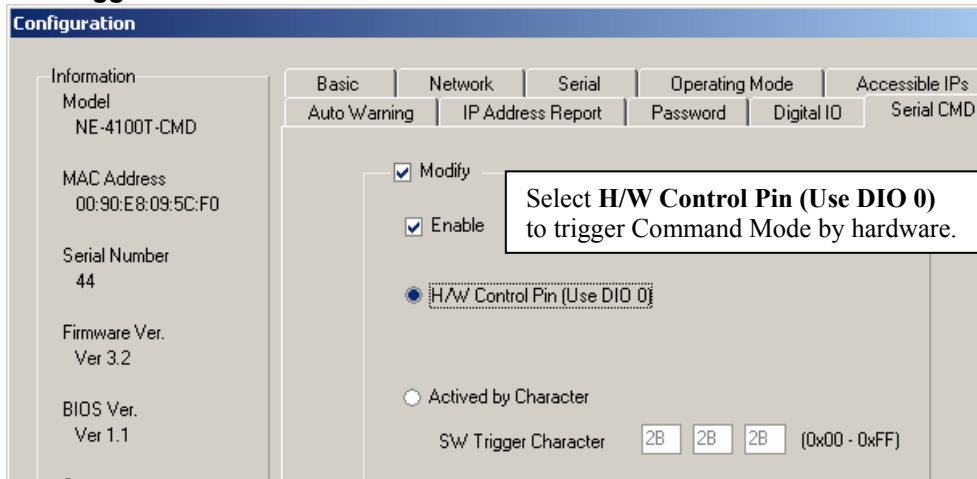 Configuration
Information
Model
NE-4100T-CMD
MAC Address
00:90:E8:09:5C:F0
Serial Number
44
Firmware Ver.
Ver 3.2
BIOS Ver.
Ver 1.1
Basic Network Serial Operating Mode Accessible IPs
Auto Warning IP Address Report Password Digital IO Serial CMD
Modify
Select H/W Control Pin (Use DIO 0)
to trigger Command Mode by hardware.
Enable
H/W Control Pin (Use DIO 0)
Actived by Character
SW Trigger Character 2B 2B 2B (0x00 - 0xFF)